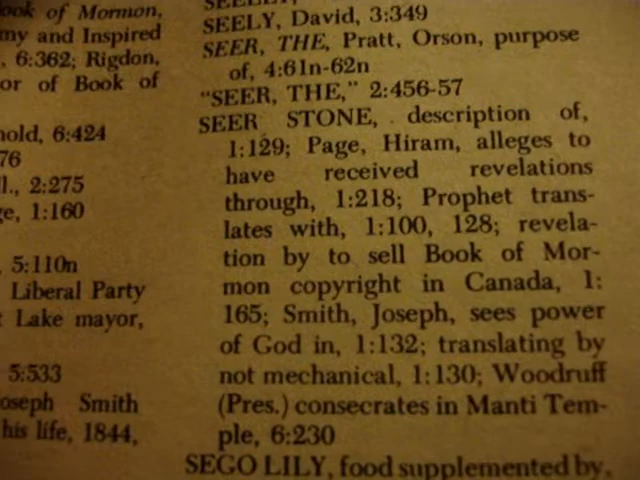 ook of Mormon,
my and Inspired
, 6:362; Rigdon,
or of Book of
nold, 6:424
76
l., 2:275
ge, 1:160
, 5:110n
Liberal Party
t Lake mayor,
5:533
oseph Smith
his life, 1844,
SEELY, David, 3:349
SEER, THE, Pratt, Orson, purpose
of, 4:61n-62n
"SEER, THE," 2:456-57
SEER STONE, description of,
1:129; Page, Hiram, alleges to
have received revelations
through, 1:218; Prophet trans-
lates with, 1:100, 128; revela-
tion by to sell Book of Mor-
mon copyright in Canada, 1:
165; Smith, Joseph, sees power
of God in, 1:132; translating by
not mechanical, 1:130; Woodruff
(Pres.) consecrates in Manti Tem-
ple, 6:230
SEGO LILY, food supplemented by,